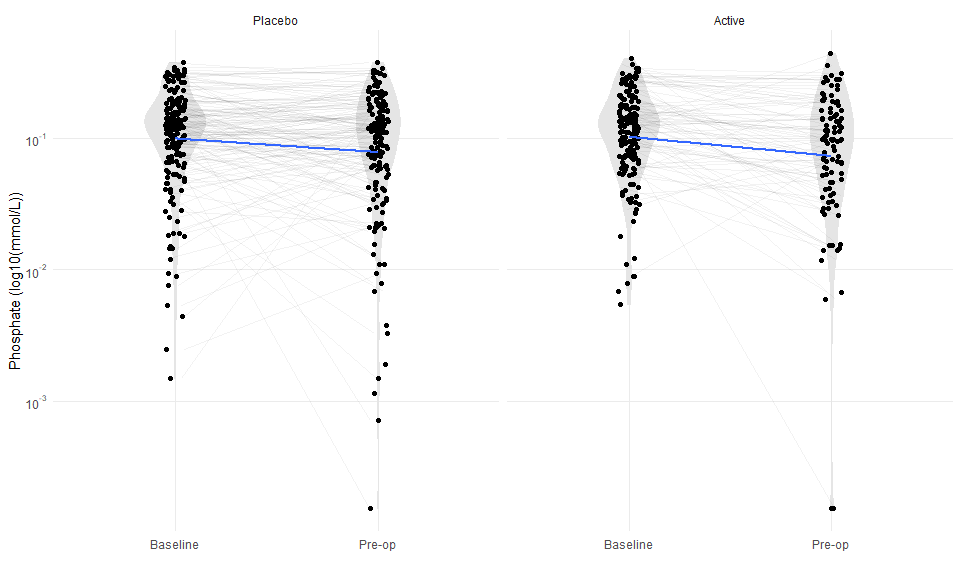 Placebo Active
Phosphate (log10(mmol/L))
10^-1
10^-2
10^-3
Baseline Pre-op Baseline Pre-op